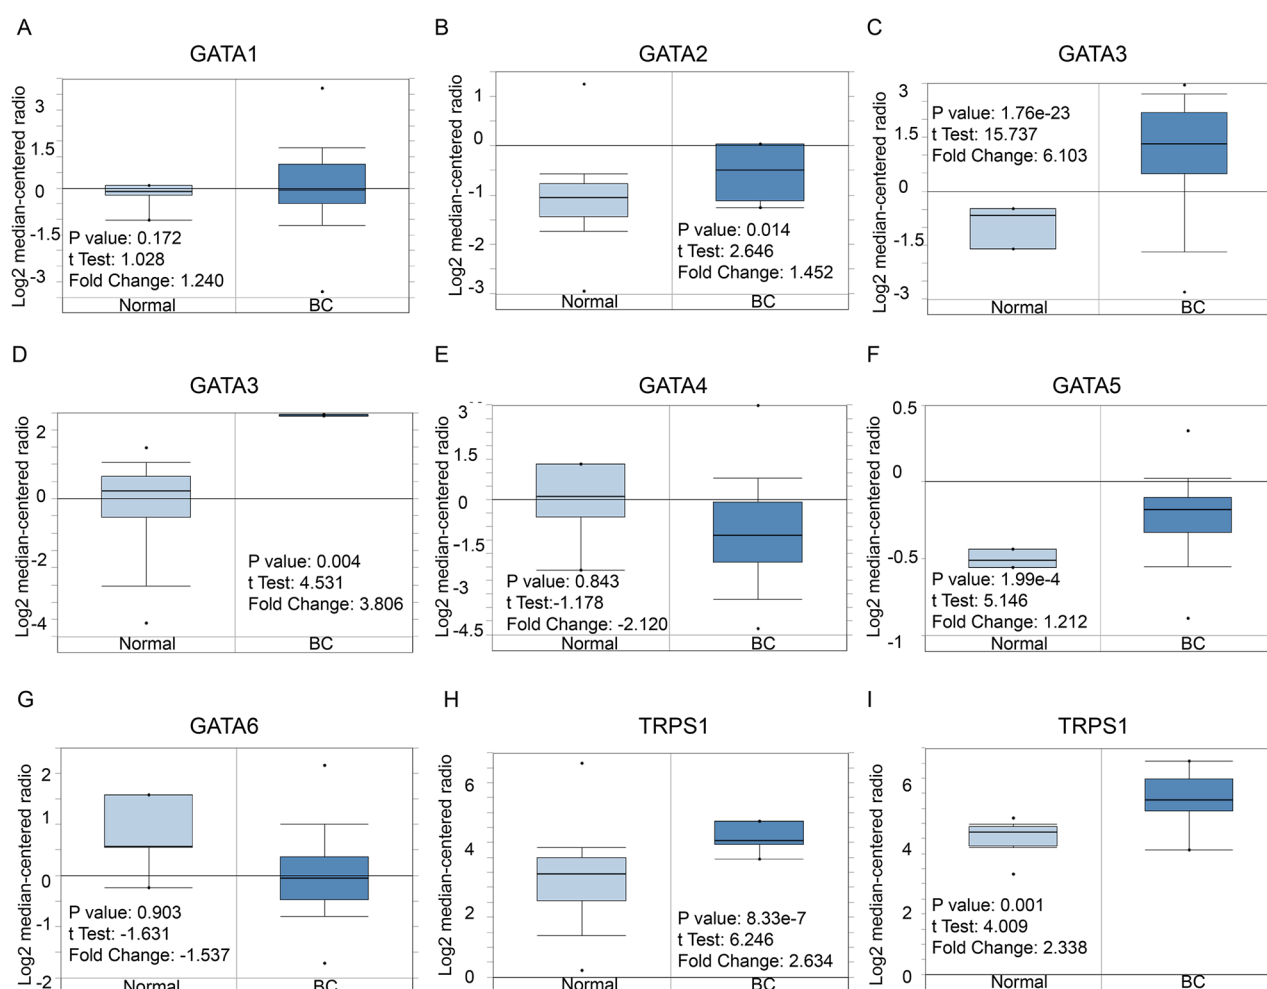 A
GATA1
Log2 median-centered radio
3
1.5
0
-1.5
-3
P value: 0.172
t Test: 1.028
Fold Change: 1.240
Normal
BC
B
GATA2
Log2 median-centered radio
1
0
-1
-2
-3
P value: 0.014
t Test: 2.646
Fold Change: 1.452
Normal
BC
C
GATA3
Log2 median-centered radio
3
1.5
0
-1.5
-3
P value: 1.76e-23
t Test: 15.737
Fold Change: 6.103
Normal
BC
D
GATA3
Log2 median-centered radio
2
0
-2
-4
P value: 0.004
t Test: 4.531
Fold Change: 3.806
Normal
BC
E
GATA4
Log2 median-centered radio
3
1.5
0
-1.5
-3
-4.5
P value: 0.843
t Test:-1.178
Fold Change: -2.120
Normal
BC
F
GATA5
Log2 median-centered radio
0.5
0
-0.5
-1
P value: 1.99e-4
t Test: 5.146
Fold Change: 1.212
Normal
BC
G
GATA6
Log2 median-centered radio
2
1
0
-1
-2
P value: 0.903
t Test: -1.631
Fold Change: -1.537
Normal
BC
H
TRPS1
Log2 median-centered radio
6
4
2
0
P value: 8.33e-7
t Test: 6.246
Fold Change: 2.634
Normal
BC
I
TRPS1
Log2 median-centered radio
6
4
2
0
P value: 0.001
t Test: 4.009
Fold Change: 2.338
Normal
BC